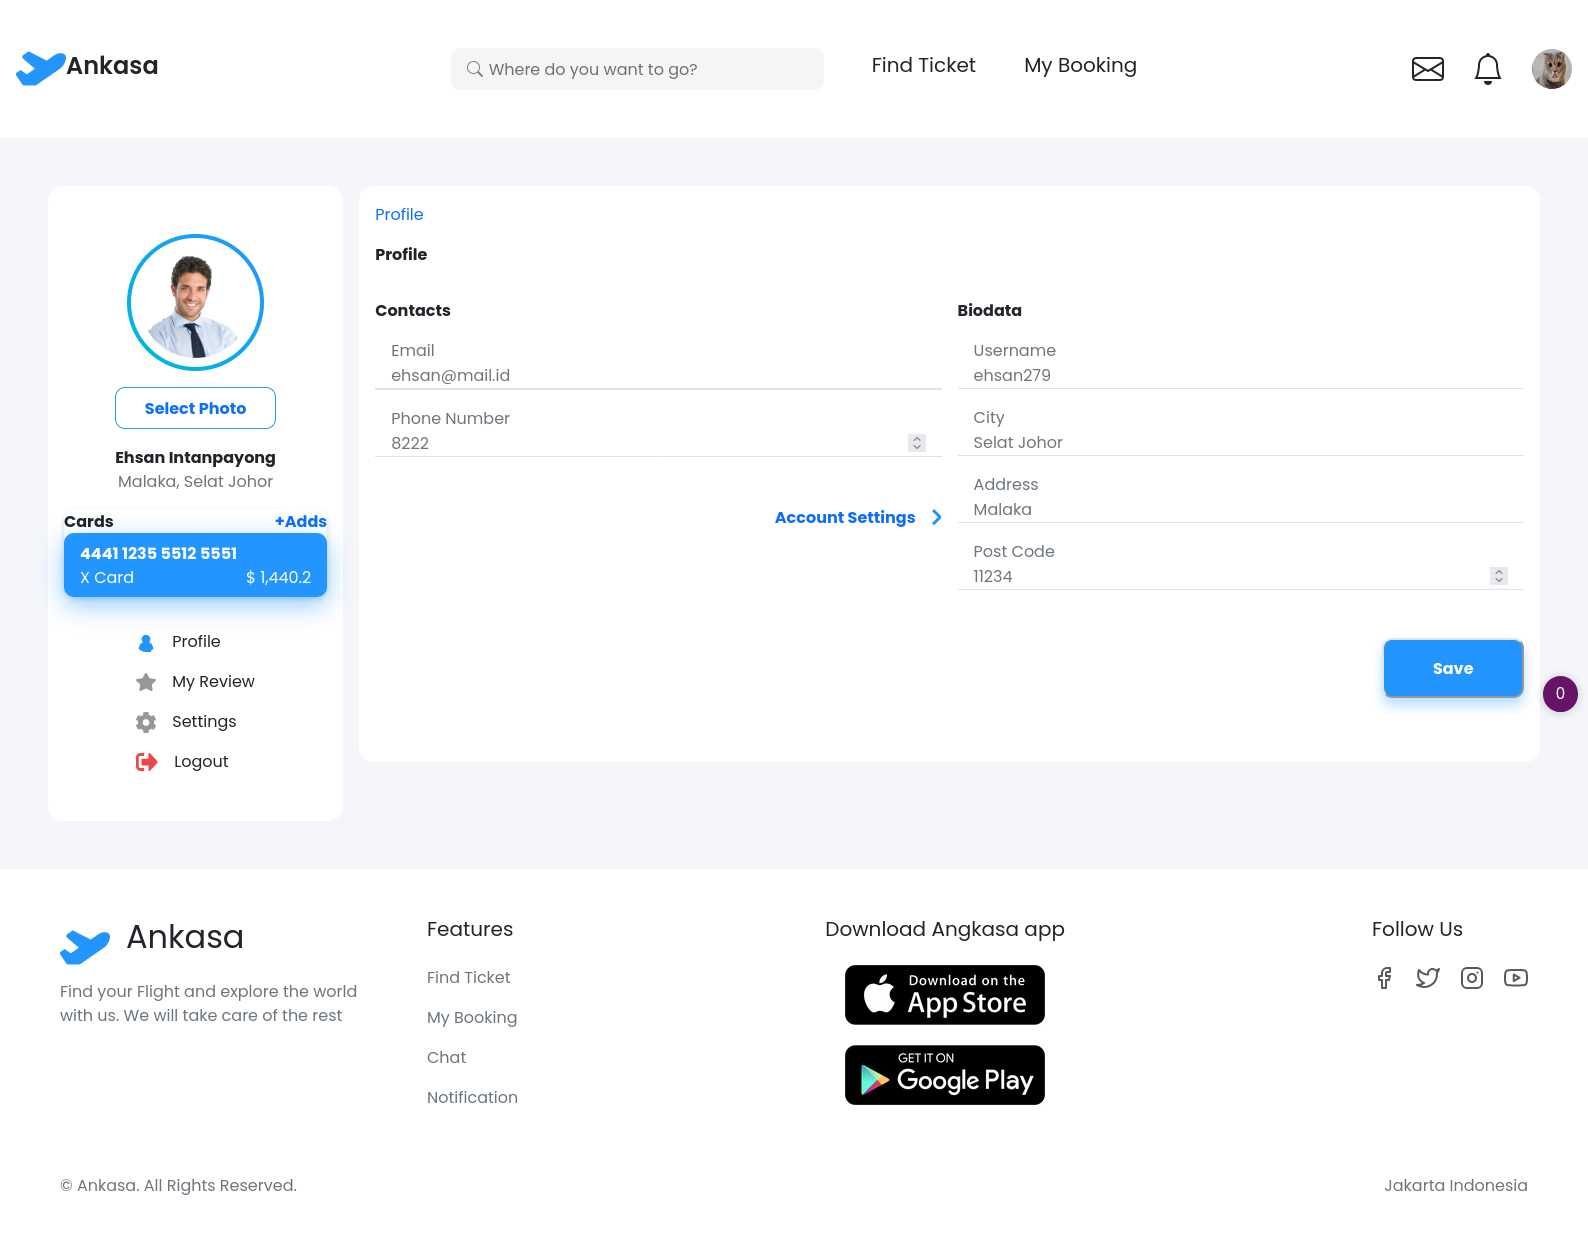 Ankasa
Where do you want to go?
Find Ticket
My Booking
Select Photo
Ehsan Intanpayong
Malaka, Selat Johor
Cards +Adds
4441 1235 5512 5551
X Card $ 1,440.2
Profile
My Review
Settings
Logout
Profile
Profile
Contacts
Email
ehsan@mail.id
Phone Number
8222
Account Settings
Biodata
Username
ehsan279
City
Selat Johor
Address
Malaka
Post Code
11234
Save
0
Ankasa
Find your Flight and explore the world
with us. We will take care of the rest
Features
Find Ticket
My Booking
Chat
Notification
Download Angkasa app
Download on the
App Store
GET IT ON
Google Play
Follow Us
© Ankasa. All Rights Reserved.
Jakarta Indonesia